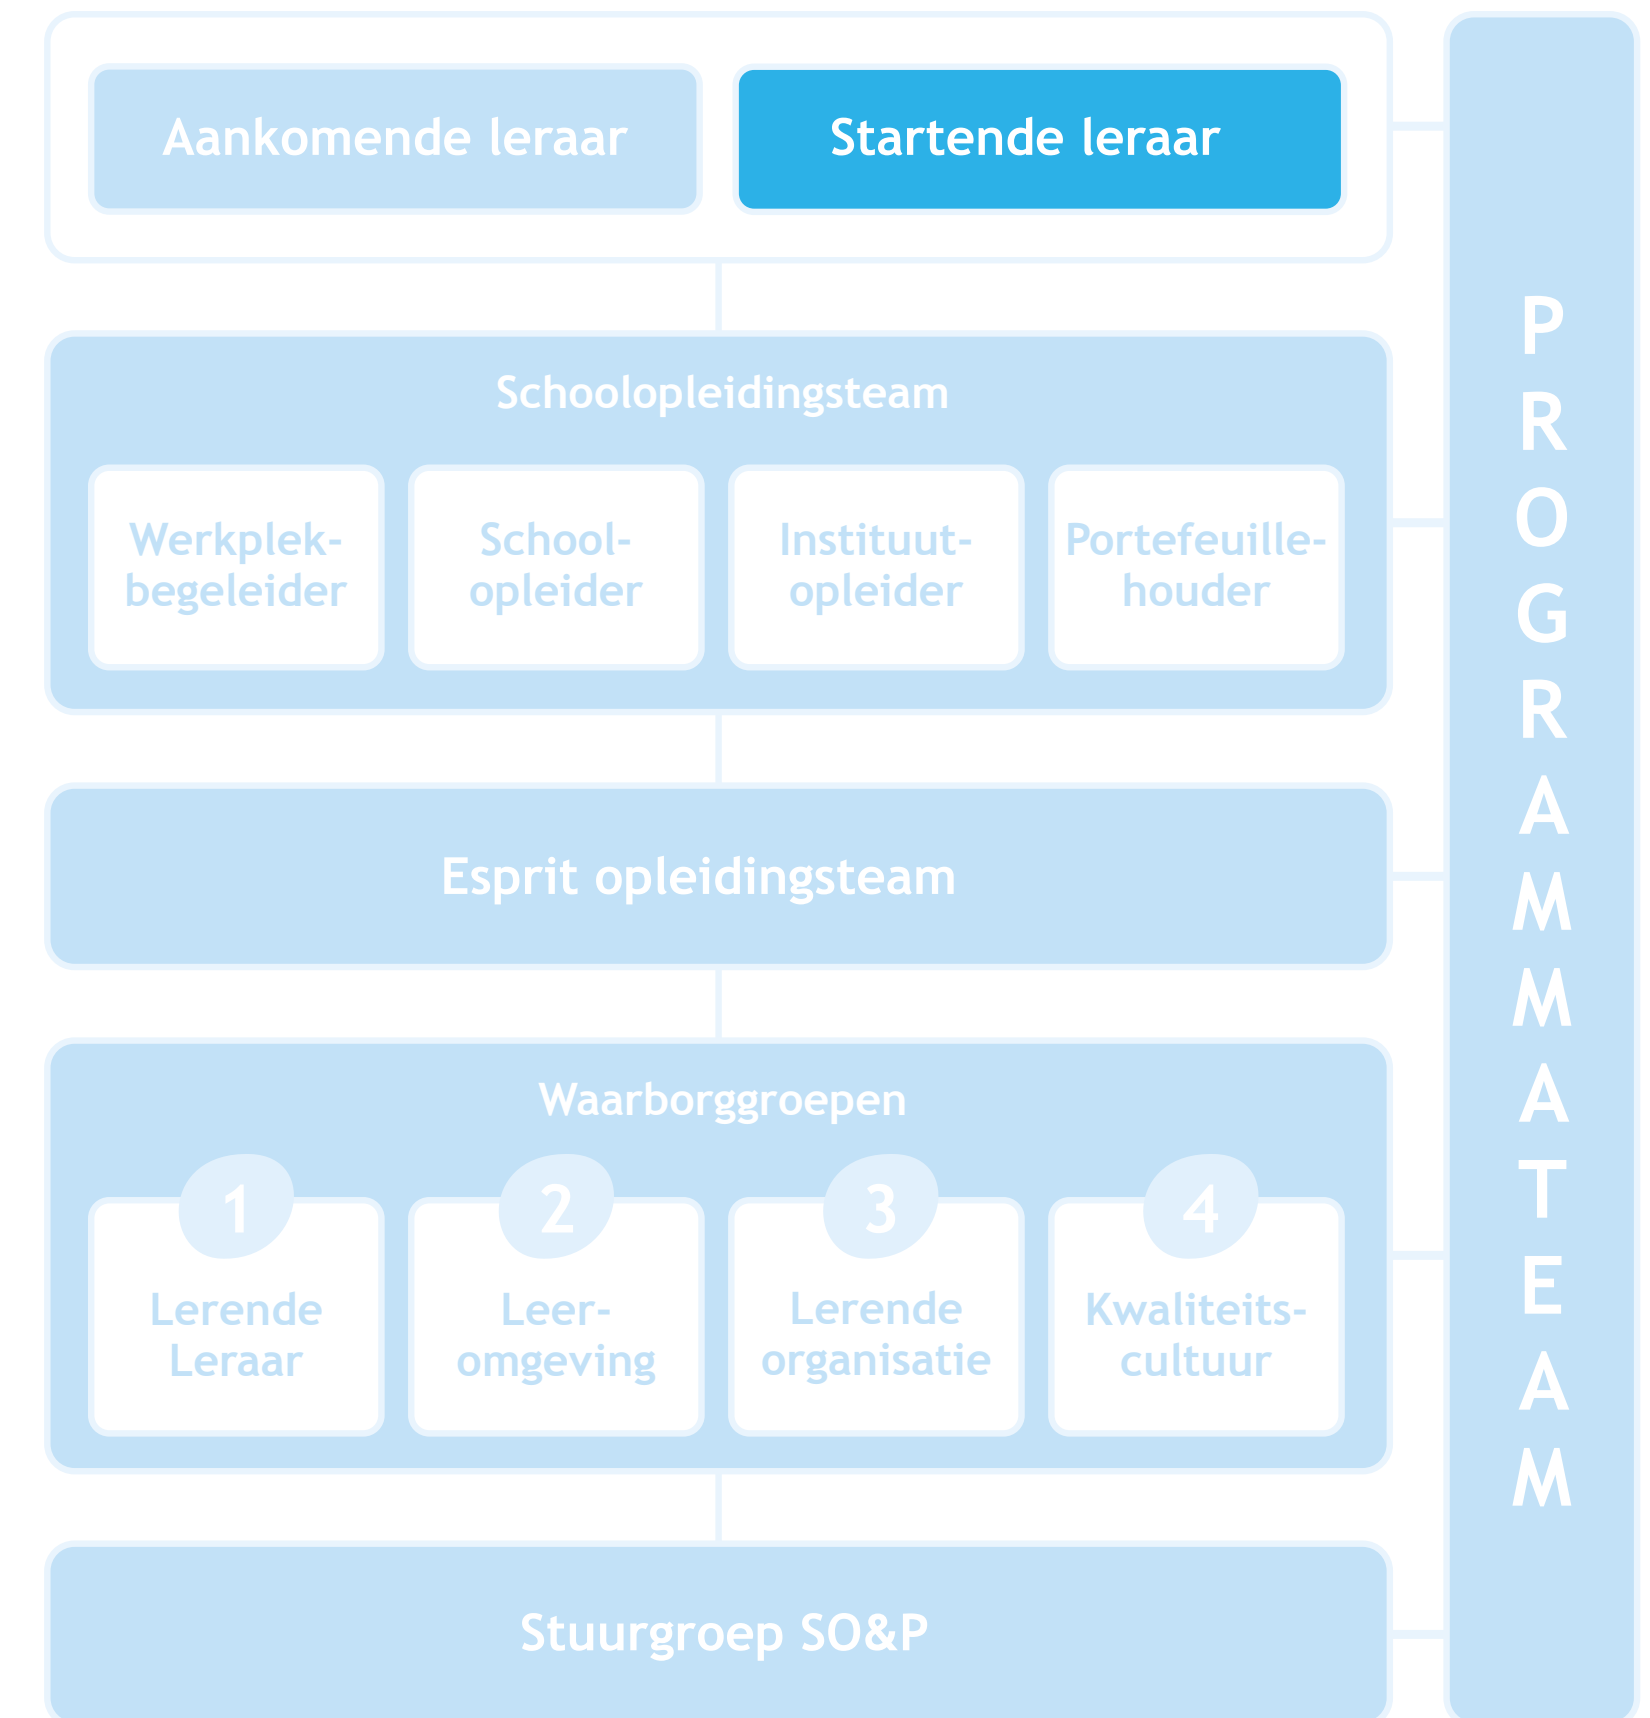 Aankomende leraar
Startende leraar
Schoolopleidingsteam
Werkplek-
begeleider
School-
opleider
Instituut-
opleider
Portefeuille-
houder
Esprit opleidingsteam
Waarborggroepen
1
Lerende
Leraar
2
Leer-
omgeving
3
Lerende
organisatie
4
Kwaliteits-
cultuur
Stuurgroep SO&P
PROGRAMMATEAM